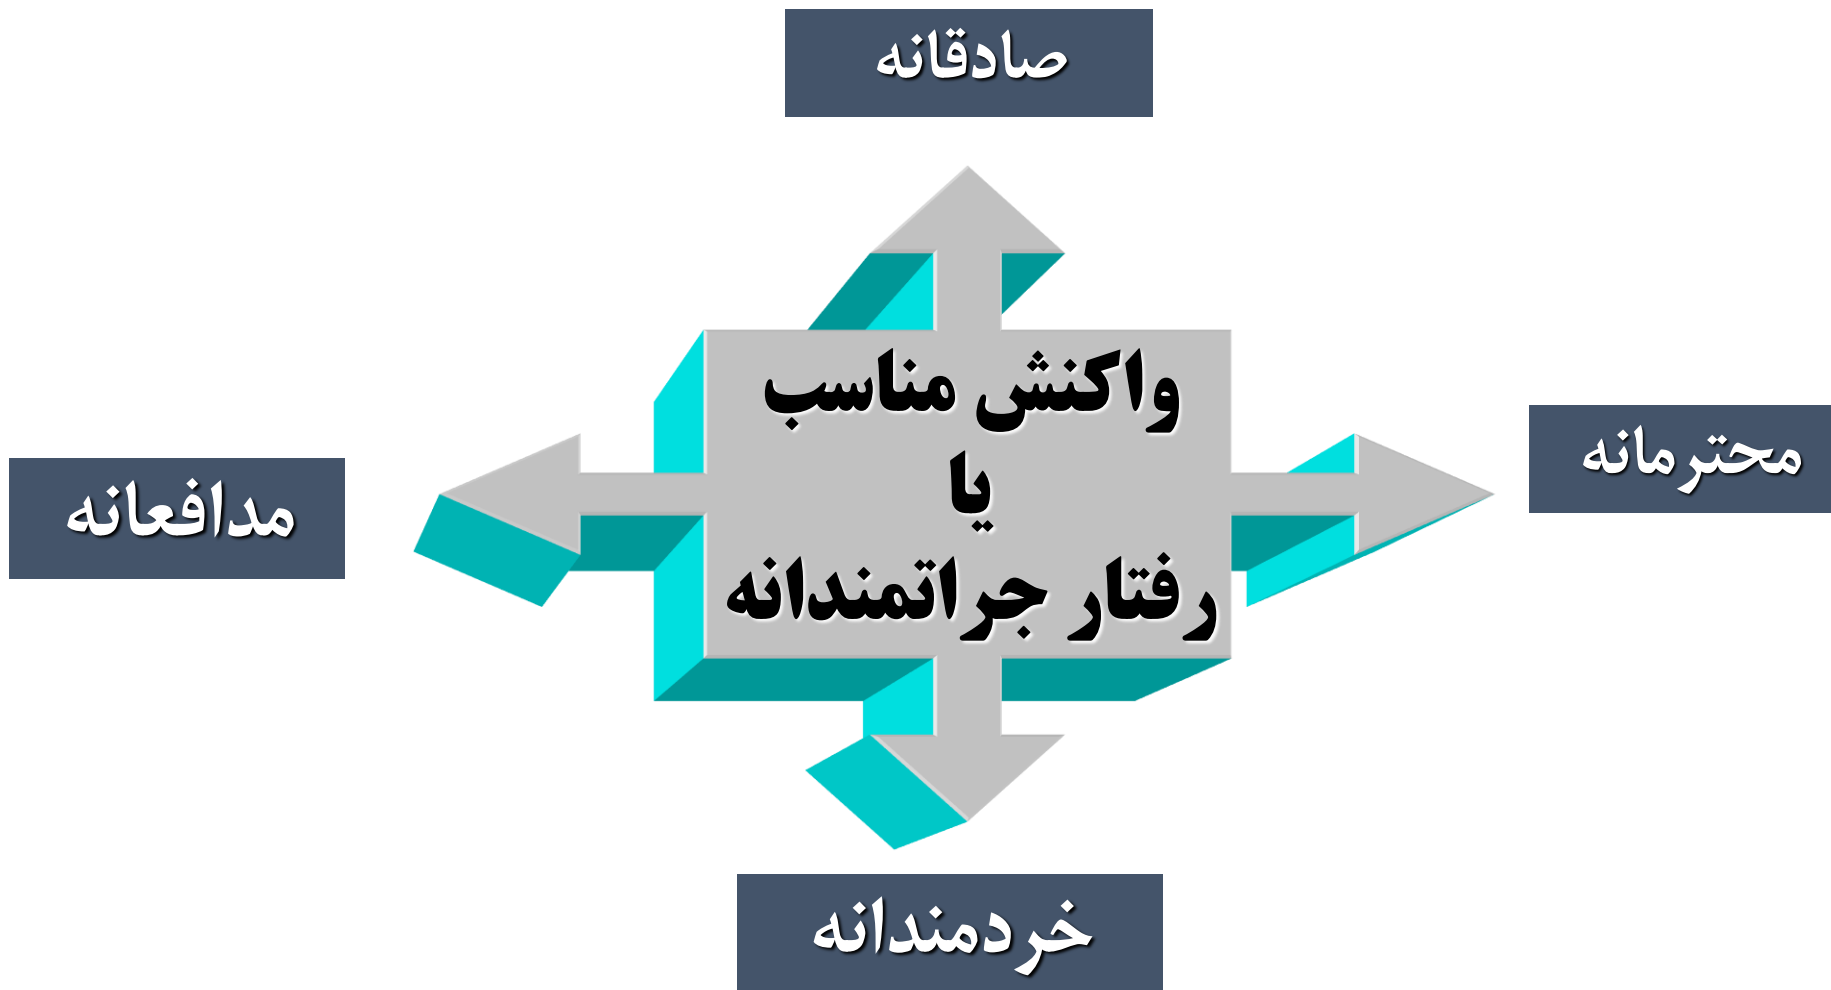 صادقانه
واکنش مناسب
یا
رفتار جراتمندانه
محترمانه
مدافعانه
خردمندانه